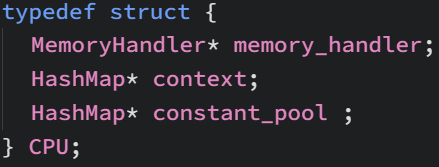 typedef struct {
MemoryHandler* memory_handler;
HashMap* context;
HashMap* constant_pool ;
} CPU;